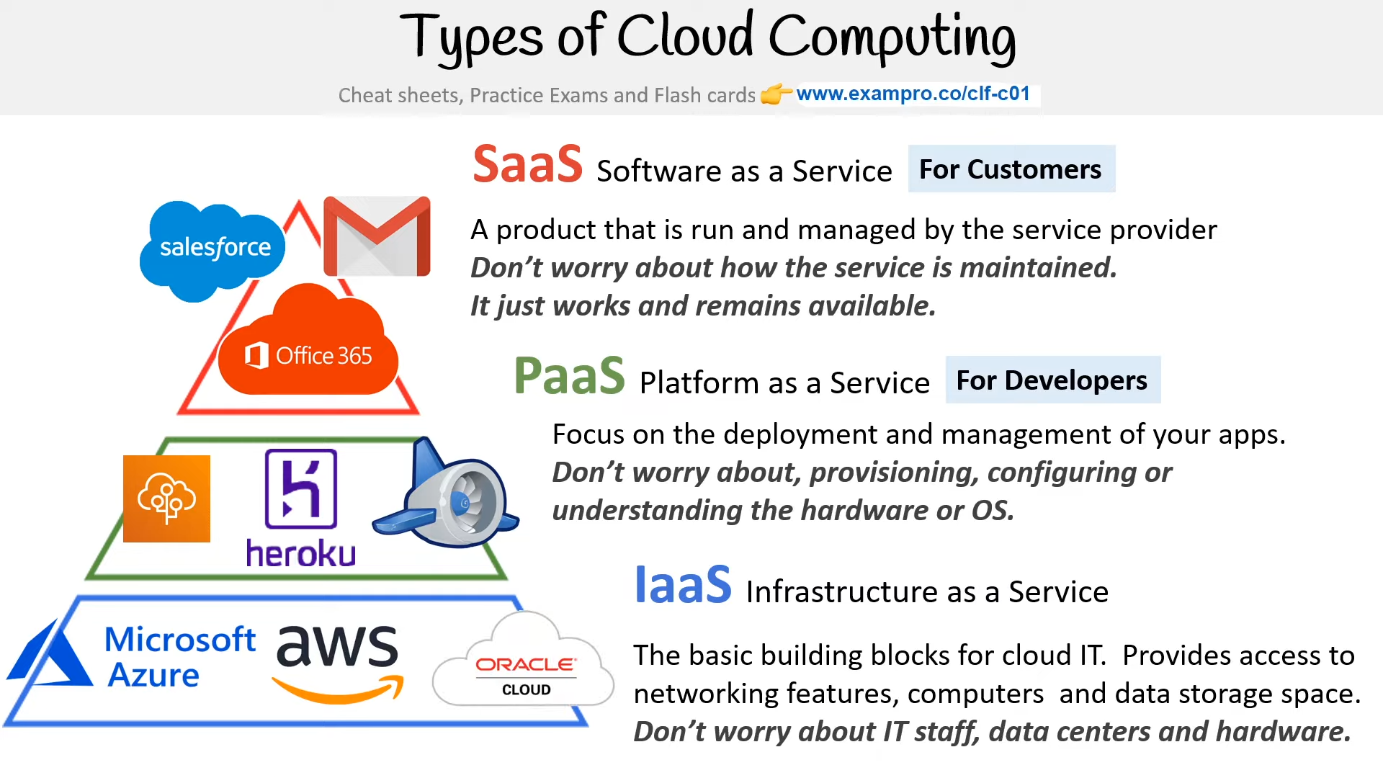 Types of Cloud Computing
Cheat sheets, Practice Exams and Flash cards 👉 www.exampro.co/clf-c01
SaaS Software as a Service For Customers
A product that is run and managed by the service provider
Don’t worry about how the service is maintained.
It just works and remains available.
salesforce
Office 365
PaaS Platform as a Service For Developers
Focus on the deployment and management of your apps.
Don’t worry about, provisioning, configuring or
understanding the hardware or OS.
heroku
IaaS Infrastructure as a Service
The basic building blocks for cloud IT. Provides access to
networking features, computers and data storage space.
Don’t worry about IT staff, data centers and hardware.
Microsoft
Azure
aws
ORACLE
CLOUD